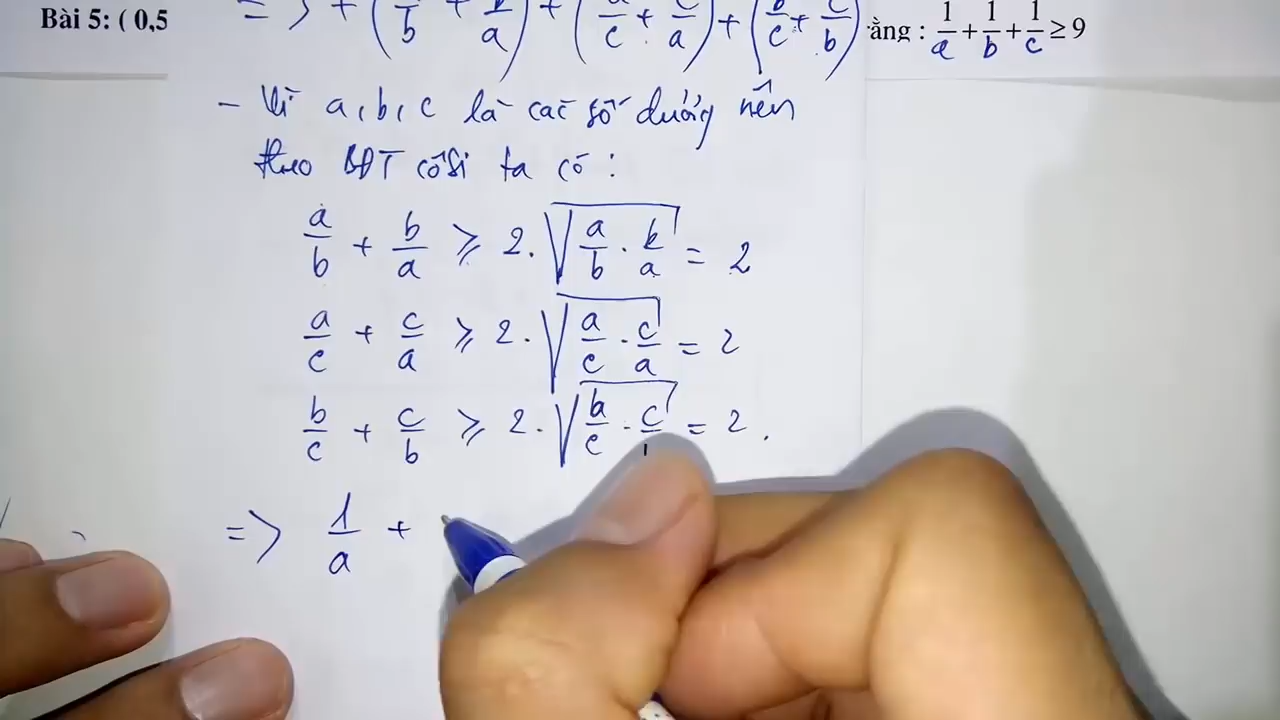 Bài 5: ( 0,5
ằng : 1/a + 1/b + 1/c ≥ 9
= 3 + (a/b + b/a) + (a/c + c/a) + (b/c + c/b)
- Vì a, b, c là các số dương nên
theo BĐT côsi ta có :
a/b + b/a ≥ 2.√(a/b . b/a) = 2
a/c + c/a ≥ 2.√(a/c . c/a) = 2
b/c + c/b ≥ 2.√(b/c . c/) = 2.
=> 1/a +